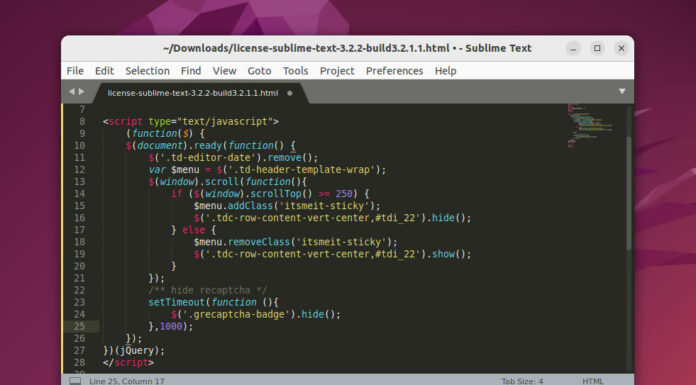 ~/Downloads/license-sublime-text-3.2.2-build3.2.1.1.html • - Sublime Text
File Edit Selection Find View Goto Tools Project Preferences Help
license-sublime-text-3.2.2-build3.2.1.1.html
7
8 <script type="text/javascript">
9 (function($) {
10 $(document).ready(function() {
11 $('.td-editor-date').remove();
12 var $menu = $('.td-header-template-wrap');
13 $(window).scroll(function(){
14 if ($(window).scrollTop() >= 250) {
15 $menu.addClass('itsmeit-sticky');
16 $('.tdc-row-content-vert-center,#tdi_22').hide();
17 } else {
18 $menu.removeClass('itsmeit-sticky');
19 $('.tdc-row-content-vert-center,#tdi_22').show();
20 }
21 });
22 /** hide recaptcha */
23 setTimeout(function (){
24 $('.grecaptcha-badge').hide();
25 },1000);
26 });
27 })(jQuery);
28 </script>
Line 25, Column 17 Tab Size: 4 HTML